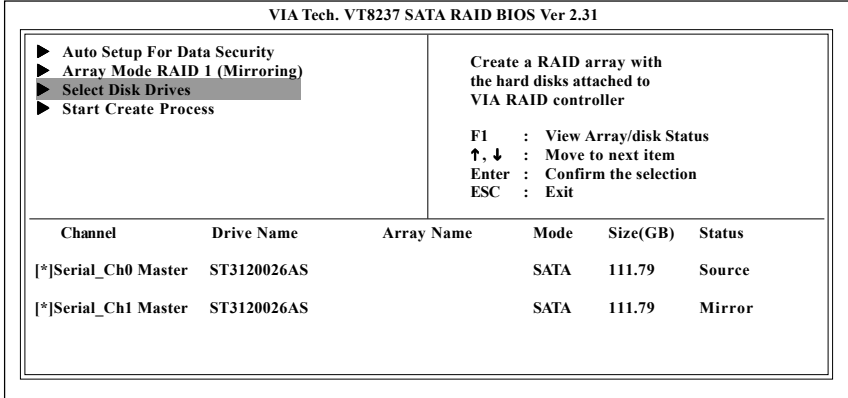 VIA Tech. VT8237 SATA RAID BIOS Ver 2.31
Auto Setup For Data Security
Array Mode RAID 1 (Mirroring)
Select Disk Drives
Start Create Process
Create a RAID array with
the hard disks attached to
VIA RAID controller
F1 : View Array/disk Status
↑, ↓ : Move to next item
Enter : Confirm the selection
ESC : Exit
Channel Drive Name Array Name Mode Size(GB) Status
[*]Serial_Ch0 Master ST3120026AS SATA 111.79 Source
[*]Serial_Ch1 Master ST3120026AS SATA 111.79 Mirror